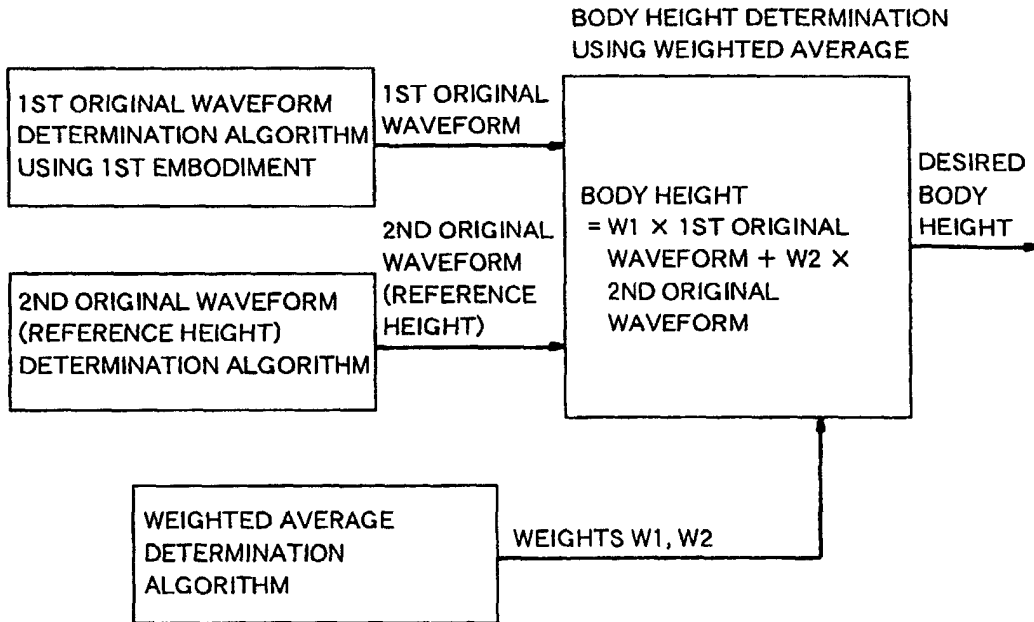 BODY HEIGHT DETERMINATION
USING WEIGHTED AVERAGE
1ST ORIGINAL WAVEFORM
DETERMINATION ALGORITHM
USING 1ST EMBODIMENT
1ST ORIGINAL
WAVEFORM
BODY HEIGHT
= W1 × 1ST ORIGINAL
WAVEFORM + W2 ×
2ND ORIGINAL
WAVEFORM
DESIRED
BODY
HEIGHT
2ND ORIGINAL
WAVEFORM
(REFERENCE
HEIGHT)
2ND ORIGINAL WAVEFORM
(REFERENCE HEIGHT)
DETERMINATION ALGORITHM
WEIGHTED AVERAGE
DETERMINATION
ALGORITHM
WEIGHTS W1, W2